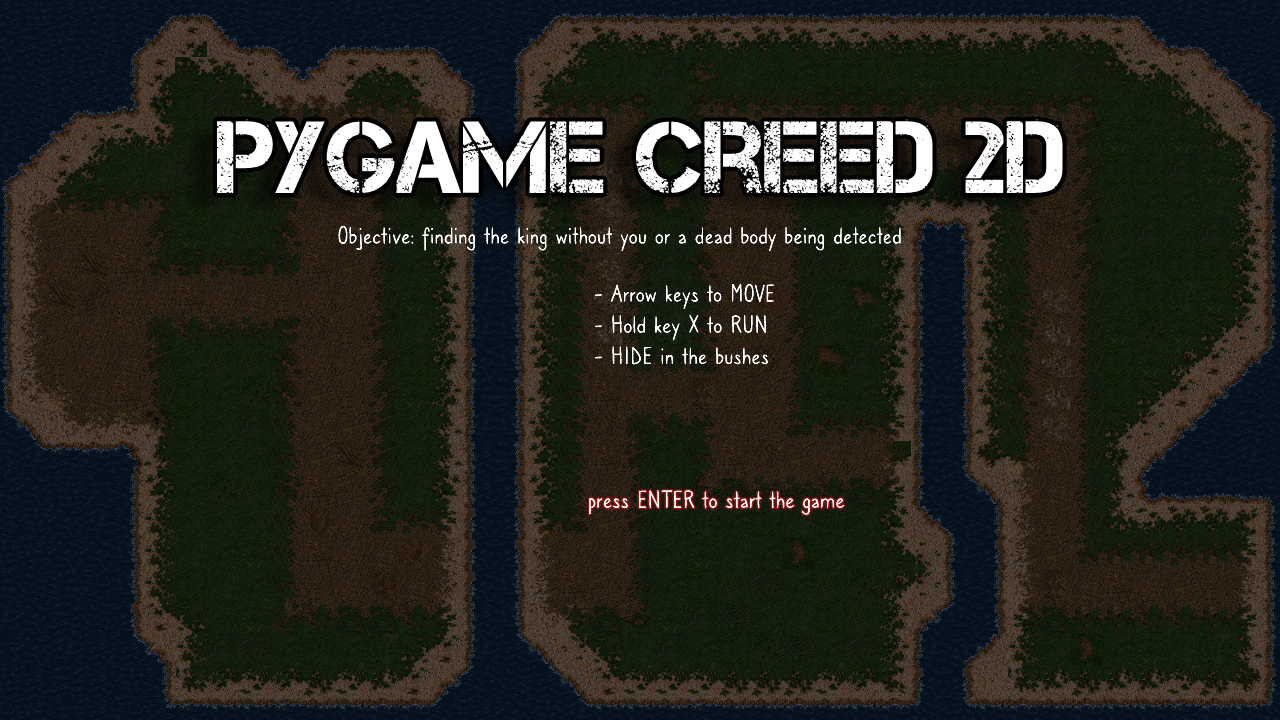 PYGAME CREED 2D
Objective: finding the king without you or a dead body being detected
- Arrow keys to MOVE
- Hold key X to RUN
- HIDE in the bushes
press ENTER to start the game